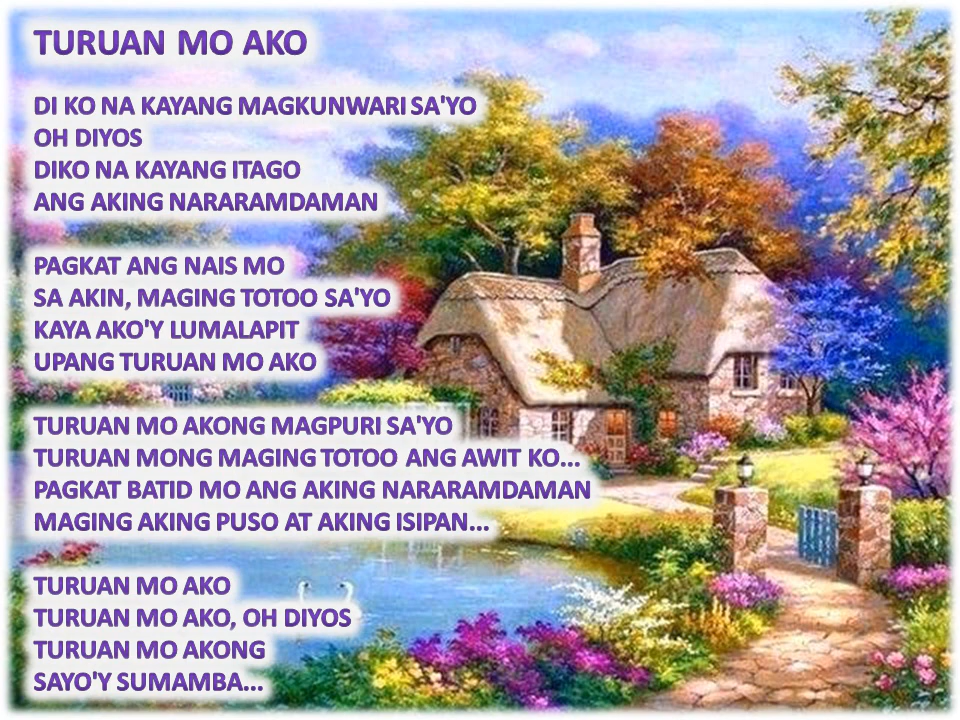 TURUAN MO AKO
DI KO NA KAYANG MAGKUNWARI SA'YO
OH DIYOS
DIKO NA KAYANG ITAGO
ANG AKING NARARAMDAMAN
PAGKAT ANG NAIS MO
SA AKIN, MAGING TOTOO SA'YO
KAYA AKO'Y LUMALAPIT
UPANG TURUAN MO AKO
TURUAN MO AKONG MAGPURI SA'YO
TURUAN MONG MAGING TOTOO ANG AWIT KO...
PAGKAT BATID MO ANG AKING NARARAMDAMAN
MAGING AKING PUSO AT AKING ISIPAN...
TURUAN MO AKO
TURUAN MO AKO, OH DIYOS
TURUAN MO AKONG
SAYO'Y SUMAMBA...